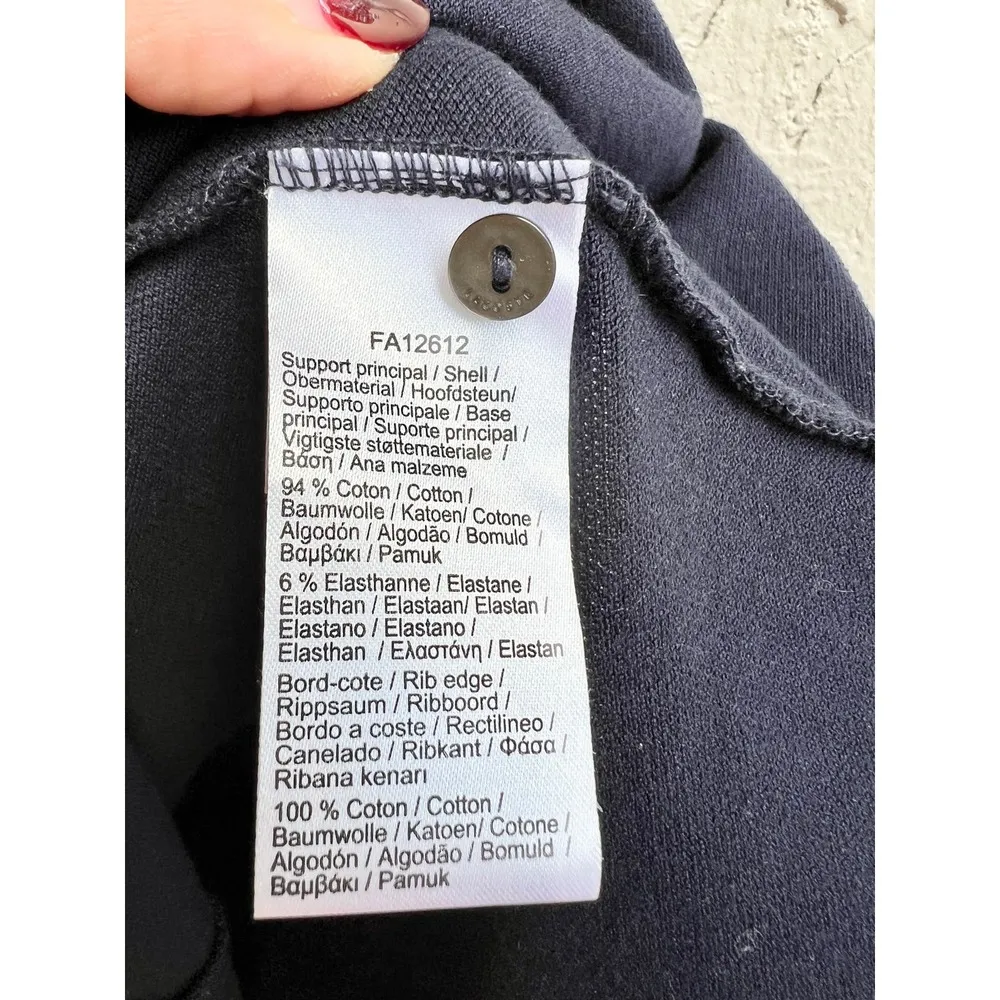 LACOSTE
FA12612
Support principal / Shell /
Obermaterial / Hoofdsteun/
Supporto principale / Base
principal / Suporte principal /
Vigtigste støttemateriale /
Βάση / Ana malzeme
94 % Coton / Cotton /
Baumwolle / Katoen/ Cotone /
Algodón / Algodão / Bomuld /
Βαμβάκι / Pamuk
6 % Elasthanne / Elastane /
Elasthan / Elastaan/ Elastan /
Elastano / Elastano /
Elasthan / Ελαστάνη / Elastan
Bord-cote / Rib edge /
Rippsaum / Ribboord /
Bordo a coste / Rectilineo /
Canelado / Ribkant / Φάσα /
Ribana kenarı
100 % Coton / Cotton /
Baumwolle / Katoen/ Cotone /
Algodón / Algodão / Bomuld /
Βαμβάκι / Pamuk